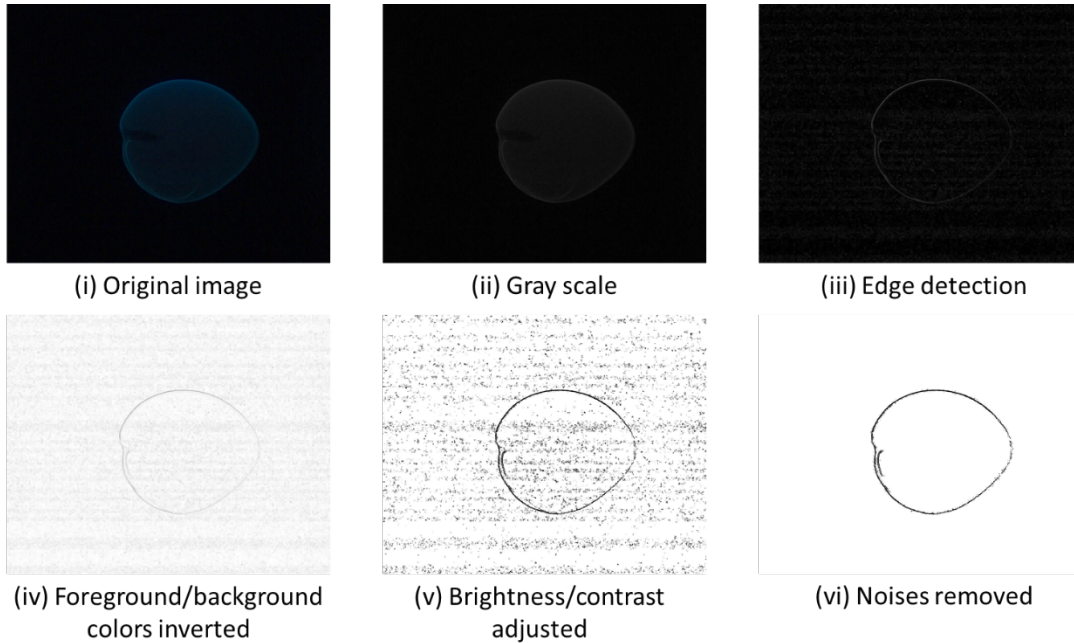 (i) Original image
(ii) Gray scale
(iii) Edge detection
(iv) Foreground/background
colors inverted
(v) Brightness/contrast
adjusted
(vi) Noises removed